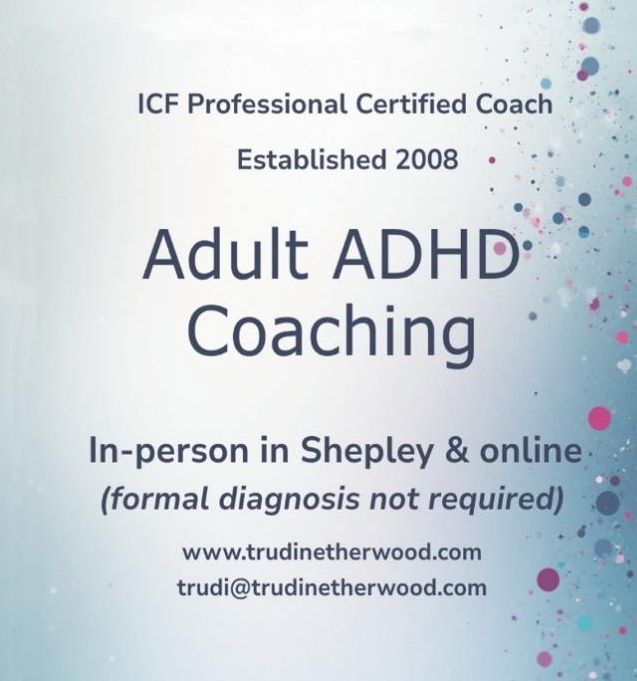 ICF Professional Certified Coach
Established 2008
Adult ADHD
Coaching
In-person in Shepley & online
(formal diagnosis not required)
www.trudinetherwood.com
trudi@trudinetherwood.com